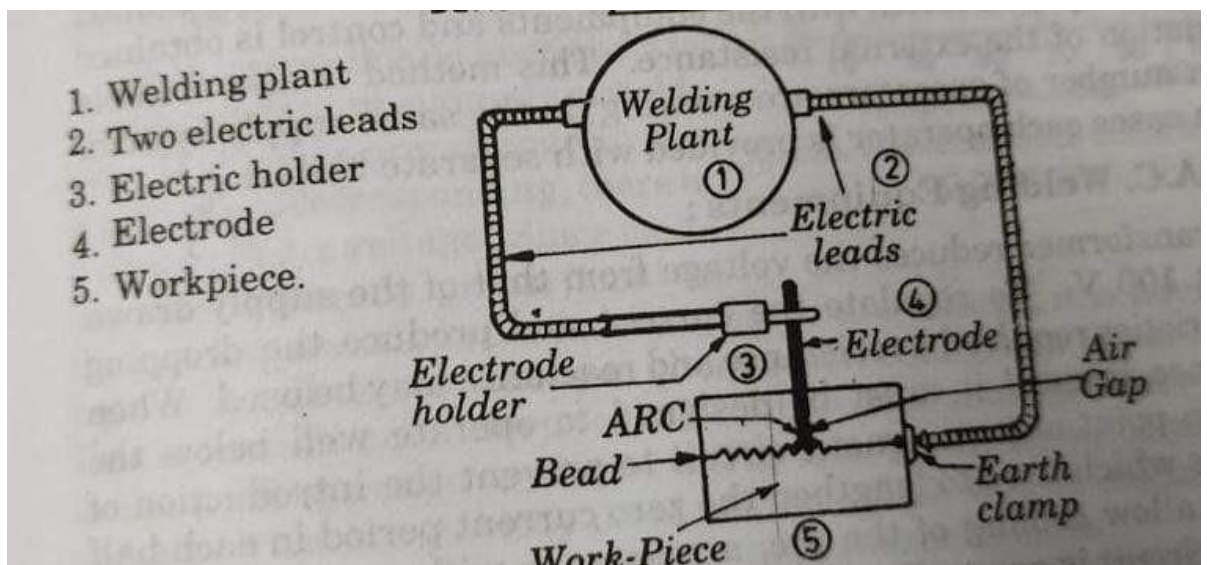 1. Welding plant
2. Two electric leads
3. Electric holder
4. Electrode
5. Workpiece.
Welding
Plant
1
2
Electric
leads
4
Electrode
3
Electrode
holder
Air
Gap
ARC
Bead
Earth
clamp
5
Work-Piece